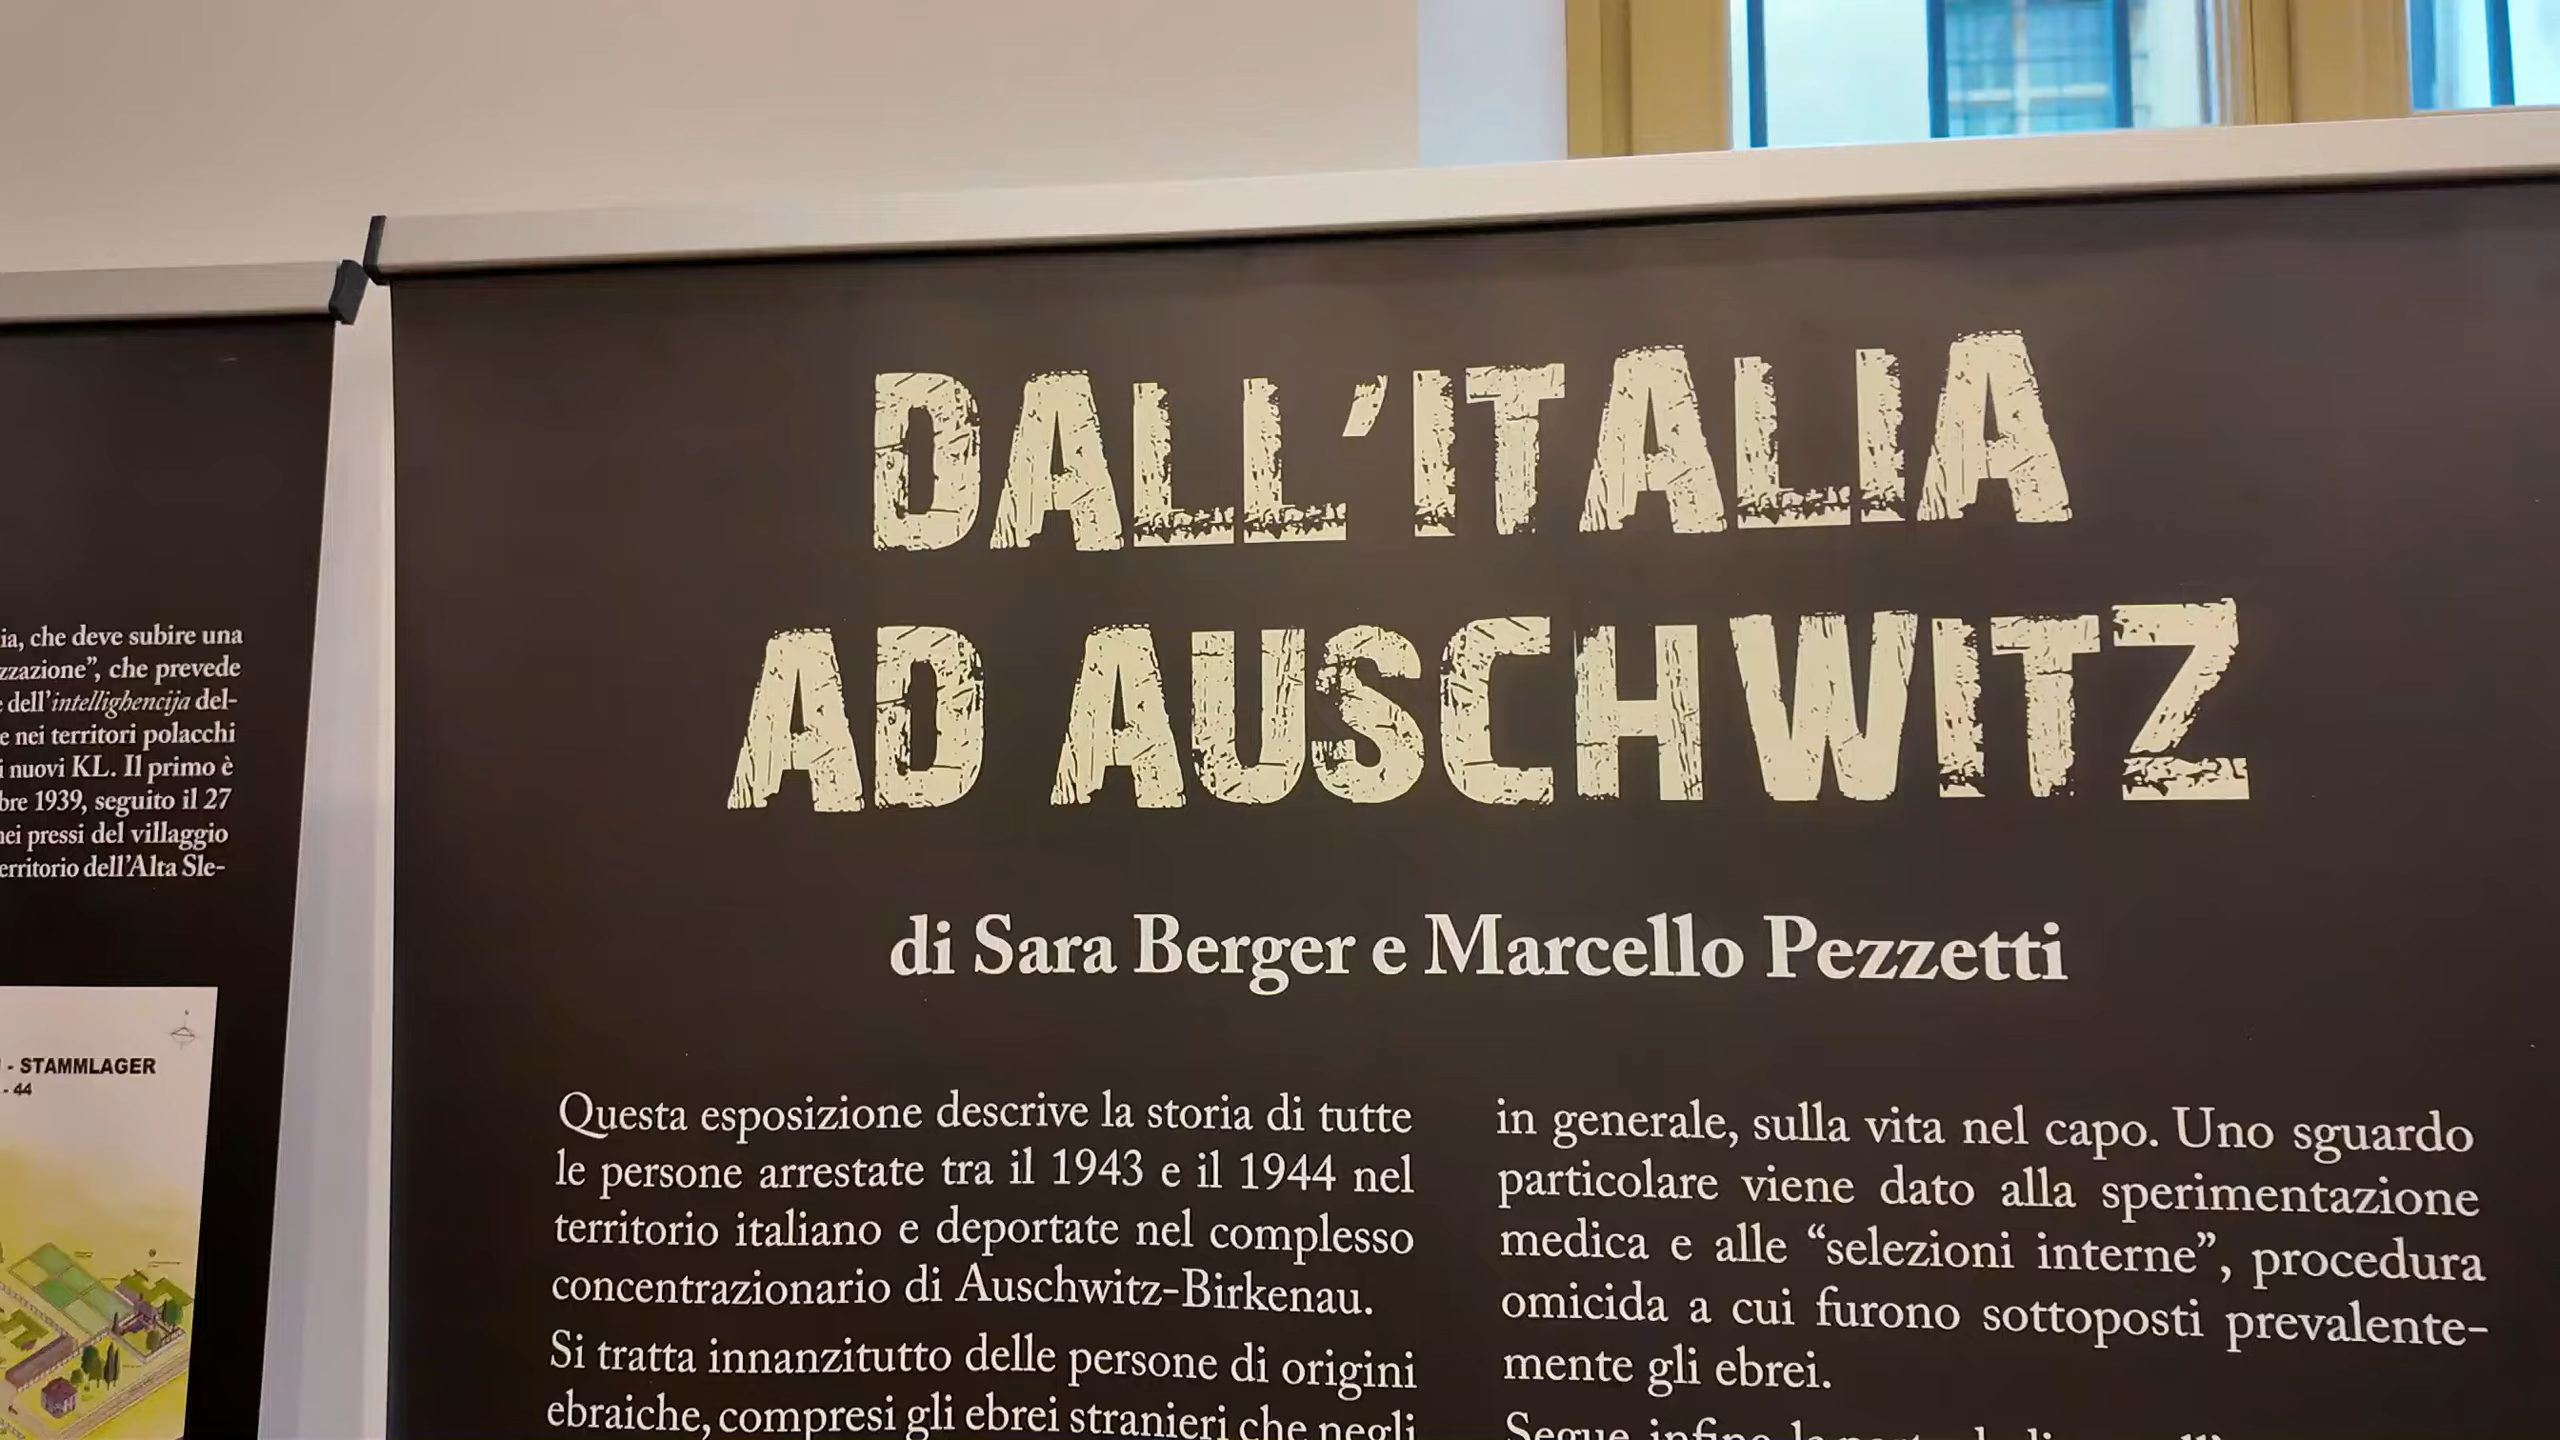 ia, che deve subire una
zzazione”, che prevede
dell’intellighencija del-
e nei territori polacchi
i nuovi KL. Il primo è
bre 1939, seguito il 27
nei pressi del villaggio
erritorio dell’Alta Sle-
- STAMMLAGER
- 44
DALL’ITALIA
AD AUSCHWITZ
di Sara Berger e Marcello Pezzetti
Questa esposizione descrive la storia di tutte
le persone arrestate tra il 1943 e il 1944 nel
territorio italiano e deportate nel complesso
concentrazionario di Auschwitz-Birkenau.
Si tratta innanzitutto delle persone di origini
ebraiche, compresi gli ebrei stranieri che negli
in generale, sulla vita nel capo. Uno sguardo
particolare viene dato alla sperimentazione
medica e alle “selezioni interne”, procedura
omicida a cui furono sottoposti prevalente-
mente gli ebrei.
Segue infine la